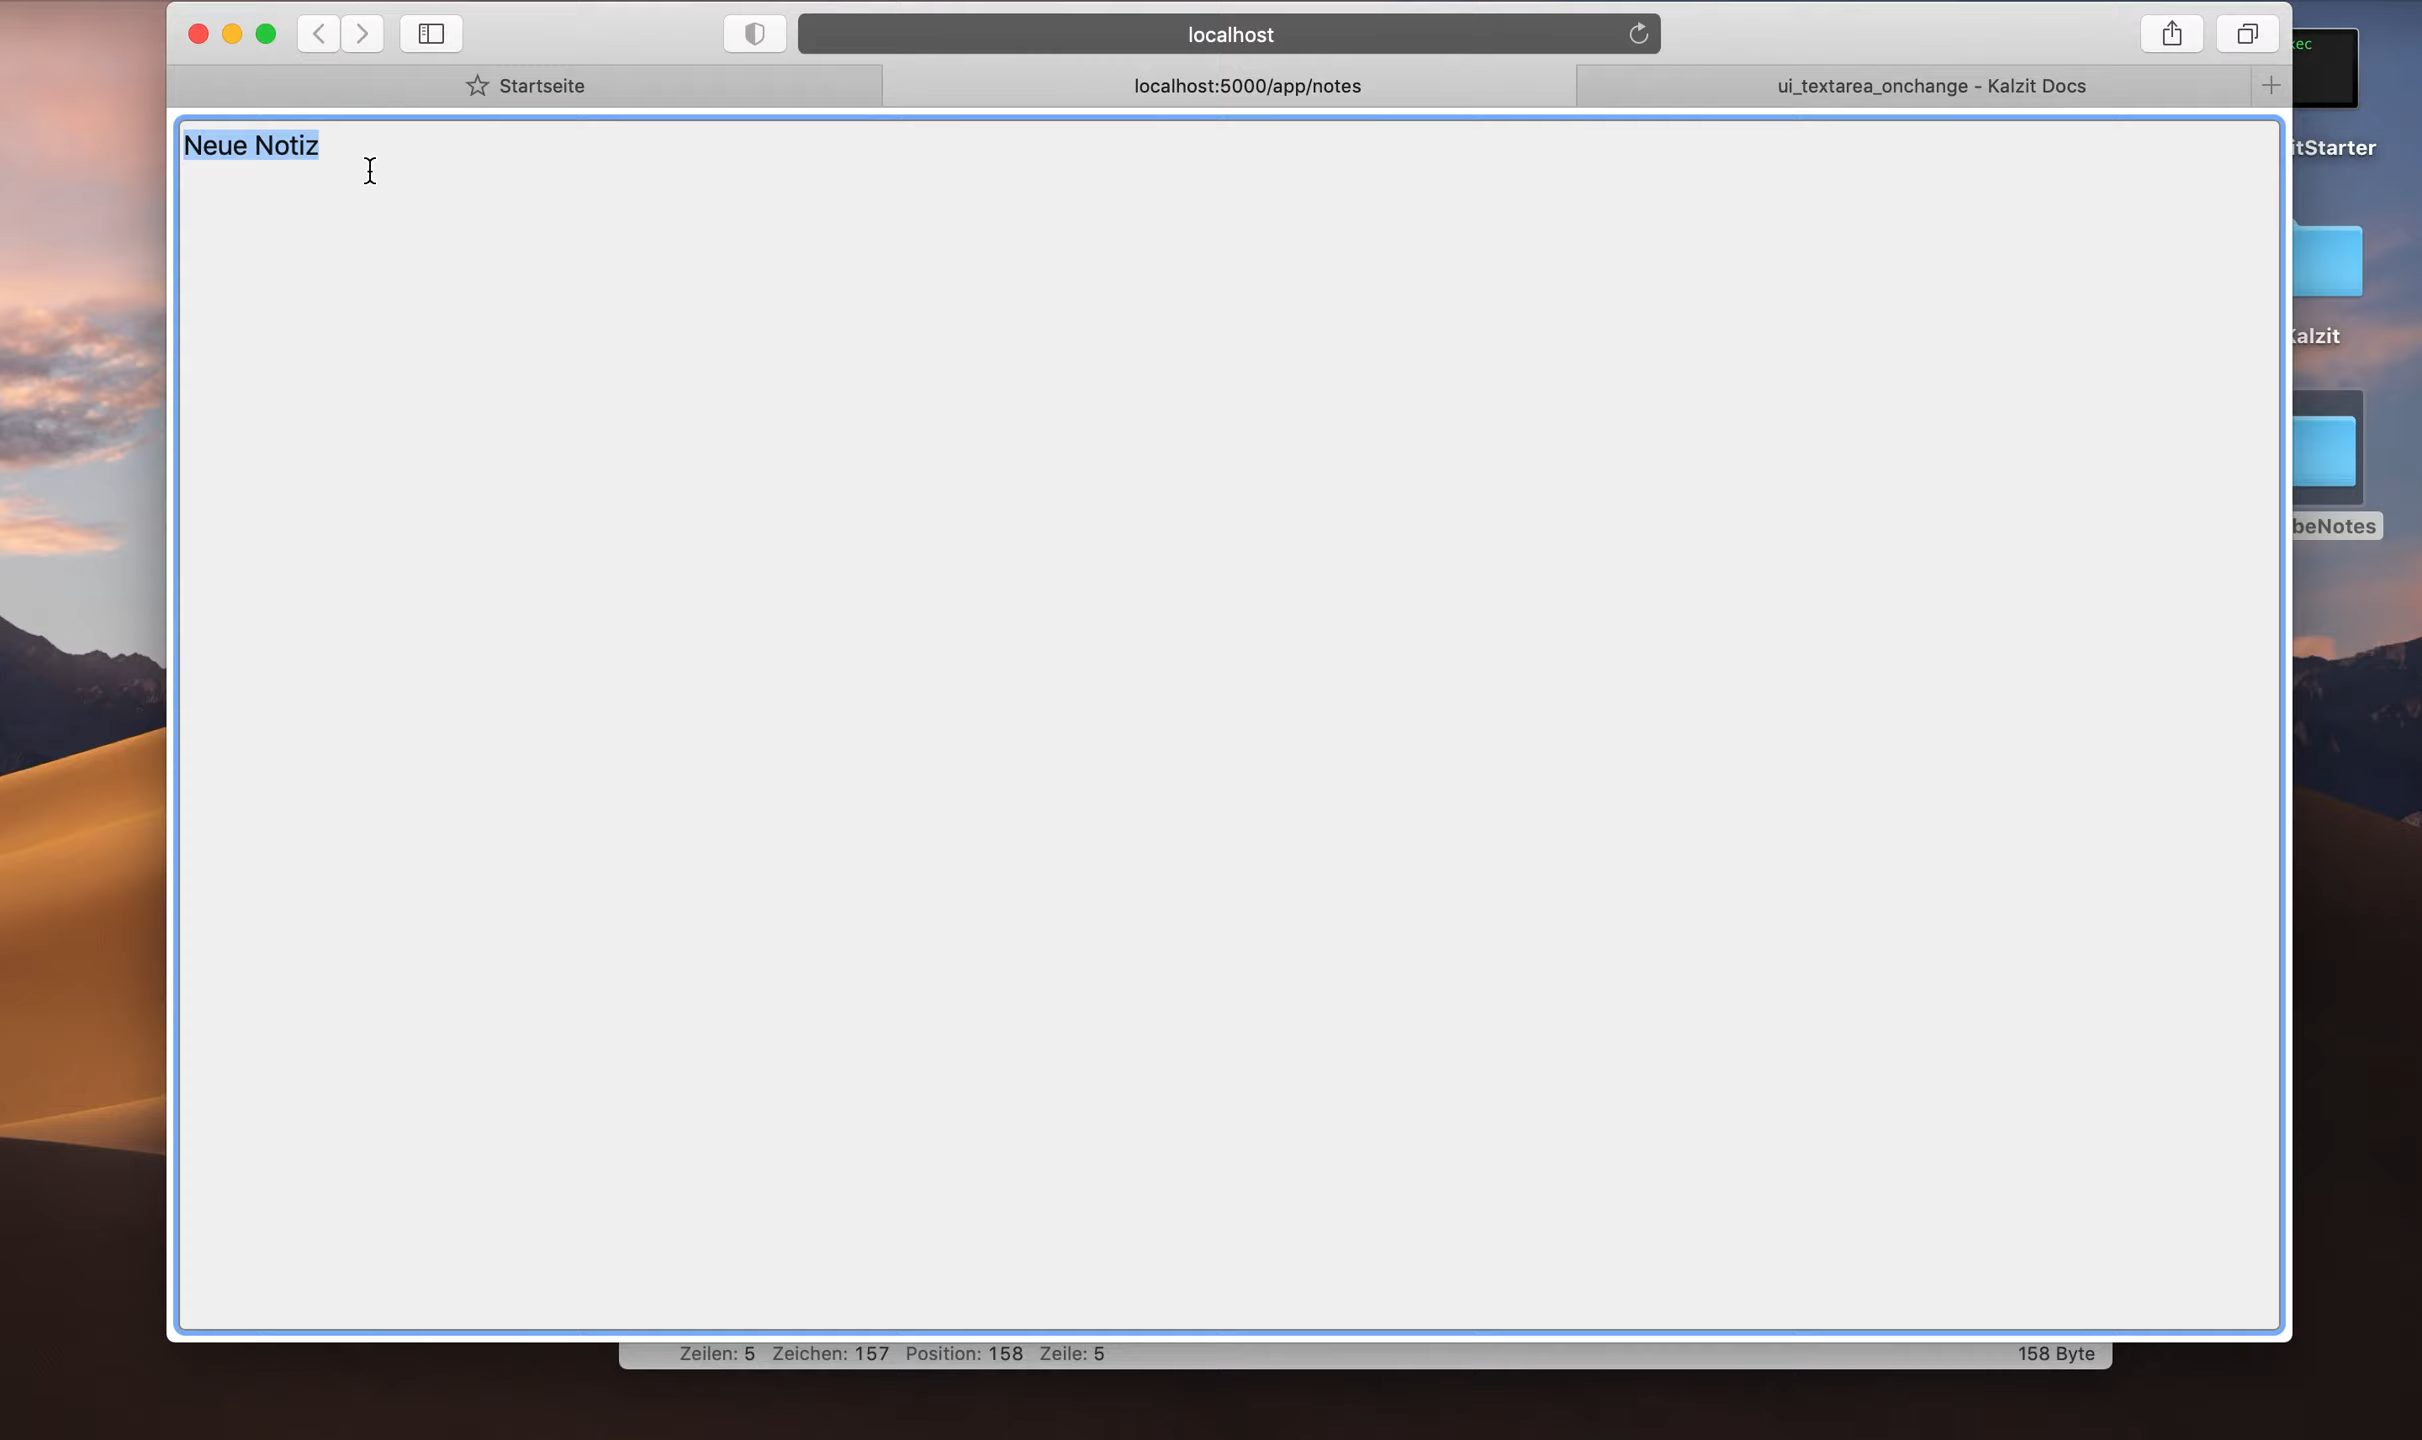 localhost
Startseite
localhost:5000/app/notes
ui_textarea_onchange - Kalzit Docs
Neue Notiz
itStarter
Kalzit
beNotes
Zeilen: 5 Zeichen: 157 Position: 158 Zeile: 5
158 Byte